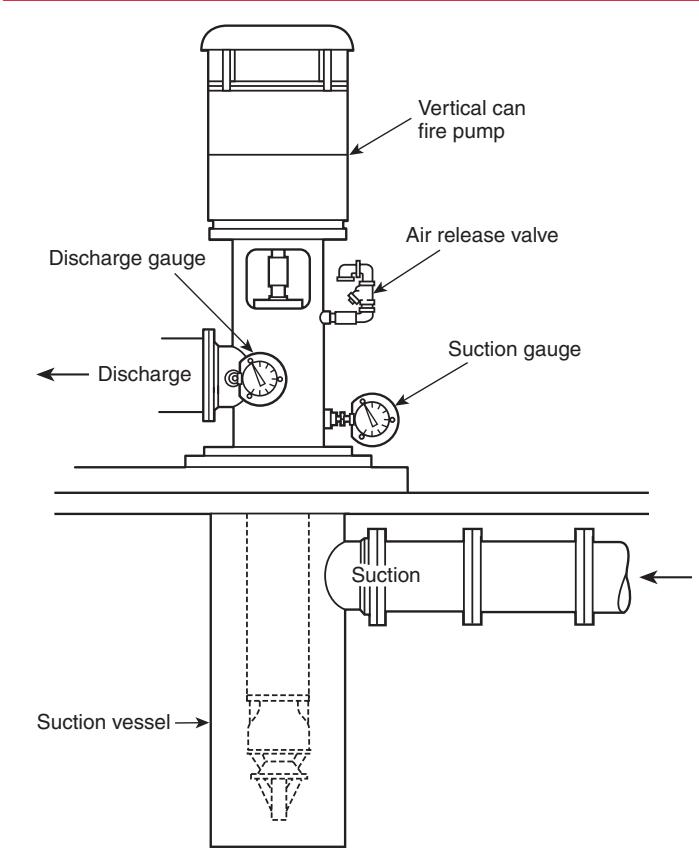 Vertical can
fire pump
Air release valve
Discharge gauge
Suction gauge
Discharge
Suction
Suction vessel